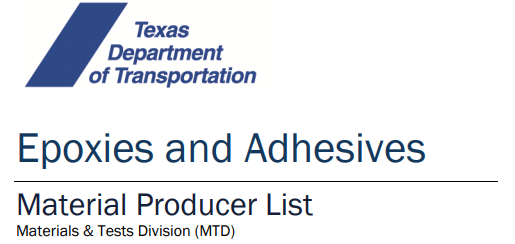 Texas
Department
of Transportation
Epoxies and Adhesives
Material Producer List
Materials & Tests Division (MTD)